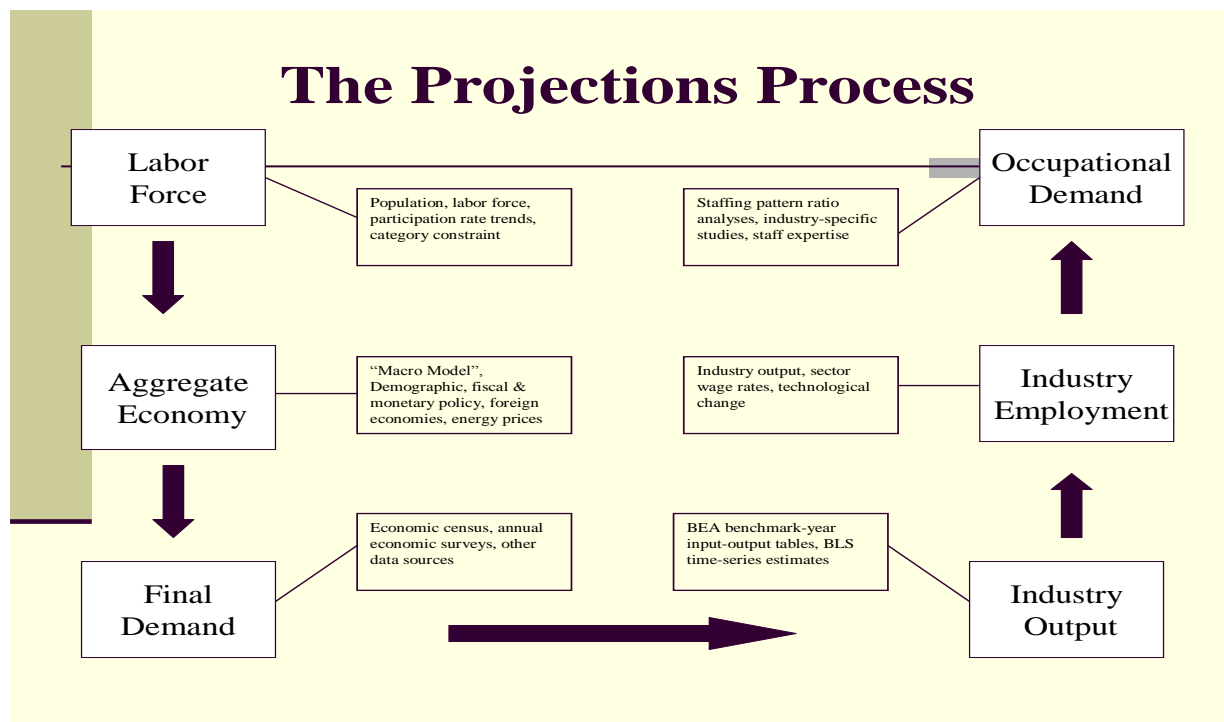 The Projections Process
Labor
Force
Population, labor force,
participation rate trends,
category constraint
Staffing pattern ratio
analyses, industry-specific
studies, staff expertise
Occupational
Demand
Aggregate
Economy
“Macro Model”,
Demographic, fiscal &
monetary policy, foreign
economies, energy prices
Industry output, sector
wage rates, technological
change
Industry
Employment
Final
Demand
Economic census, annual
economic surveys, other
data sources
BEA benchmark-year
input-output tables, BLS
time-series estimates
Industry
Output